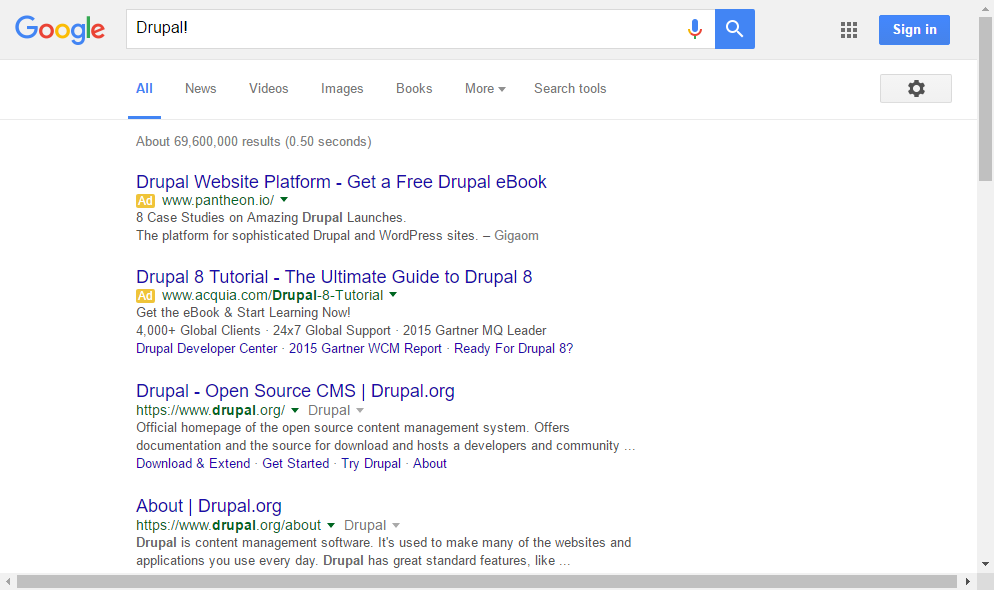 Google
Drupal!
Sign in
All News Videos Images Books More Search tools
About 69,600,000 results (0.50 seconds)
Drupal Website Platform - Get a Free Drupal eBook
Ad www.pantheon.io/
8 Case Studies on Amazing Drupal Launches.
The platform for sophisticated Drupal and WordPress sites. – Gigaom
Drupal 8 Tutorial - The Ultimate Guide to Drupal 8
Ad www.acquia.com/Drupal-8-Tutorial
Get the eBook & Start Learning Now!
4,000+ Global Clients · 24x7 Global Support · 2015 Gartner MQ Leader
Drupal Developer Center · 2015 Gartner WCM Report · Ready For Drupal 8?
Drupal - Open Source CMS | Drupal.org
https://www.drupal.org/ Drupal
Official homepage of the open source content management system. Offers
documentation and the source for download and hosts a developers and community ...
Download & Extend · Get Started · Try Drupal · About
About | Drupal.org
https://www.drupal.org/about Drupal
Drupal is content management software. It's used to make many of the websites and
applications you use every day. Drupal has great standard features, like ...